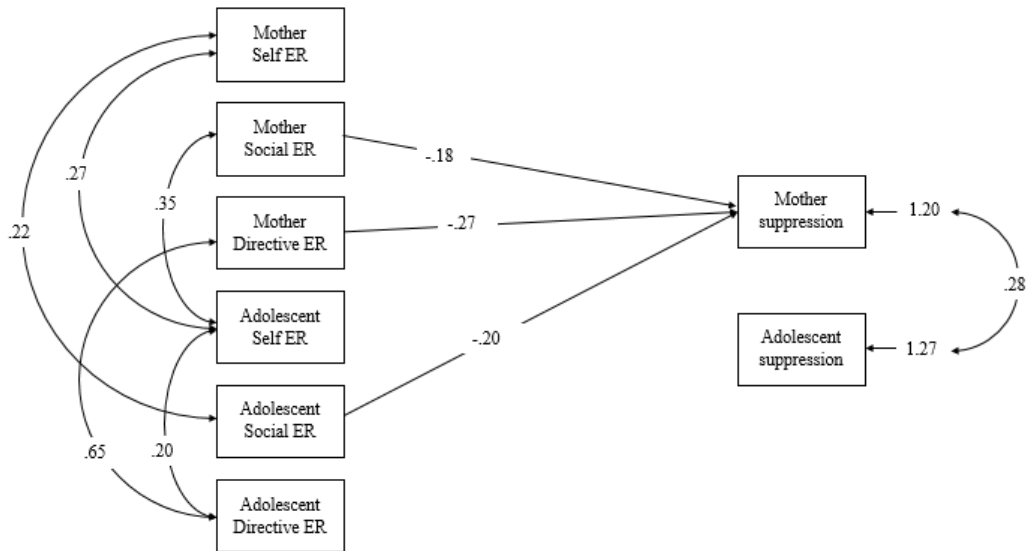 Mother
Self ER
Mother
Social ER
-.18
.27
.35
Mother
suppression
1.20
Mother
Directive ER
-.27
.22
.28
Adolescent
Self ER
-.20
Adolescent
suppression
1.27
Adolescent
Social ER
.65
.20
Adolescent
Directive ER